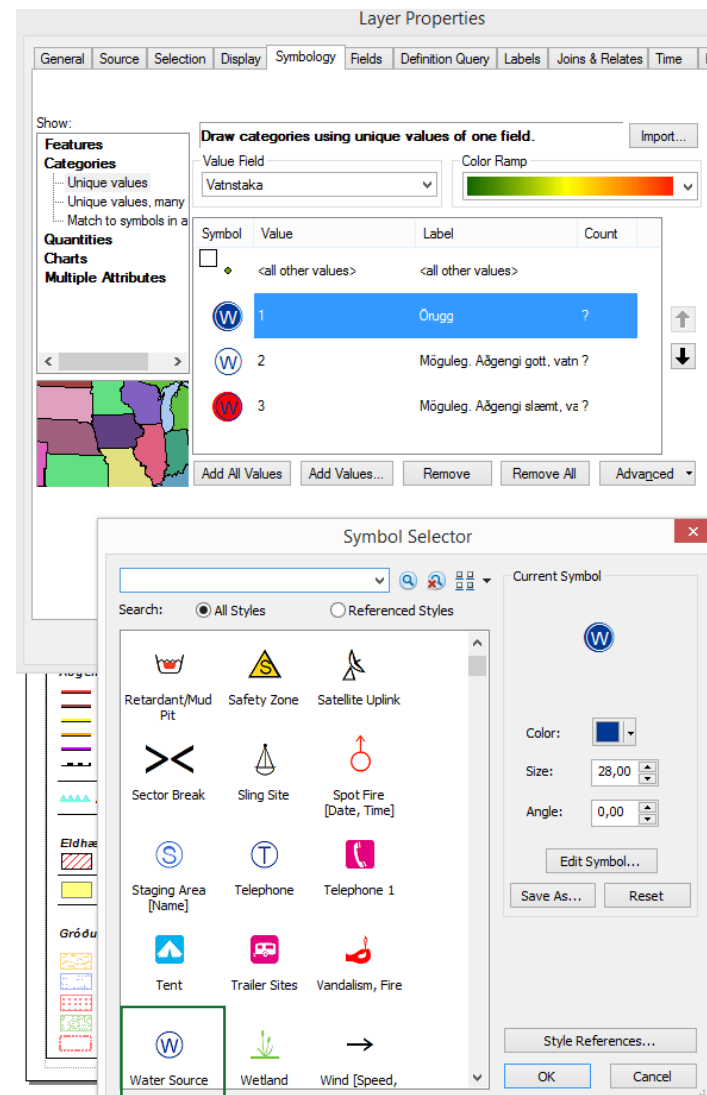 Layer Properties
General Source Selection Display Symbology Fields Definition Query Labels Joins & Relates Time
Show:
Features
Categories
Unique values
Unique values, many
Match to symbols in a
Quantities
Charts
Multiple Attributes
Draw categories using unique values of one field.
Import...
Value Field
Color Ramp
Vatnstaka
Symbol Value Label Count
<all other values> <all other values>
W 1 Örugg ?
W 2 Möguleg. Aðgengi gott, vatn ?
W 3 Möguleg. Aðgengi slæmt, va ?
Add All Values Add Values... Remove Remove All Advanced
Symbol Selector
Search: All Styles Referenced Styles
Current Symbol
W
S
Retardant/Mud Pit
Safety Zone
Satellite Uplink
Sector Break
Sling Site
Spot Fire
[Date, Time]
S
T
Staging Area
[Name]
Telephone
Telephone 1
Tent
Trailer Sites
Vandalism, Fire
W
Water Source
Wetland
Wind [Speed,
Color:
Size: 28,00
Angle: 0,00
Edit Symbol...
Save As... Reset
Style References...
OK Cancel
Eldhæ
Gróðu